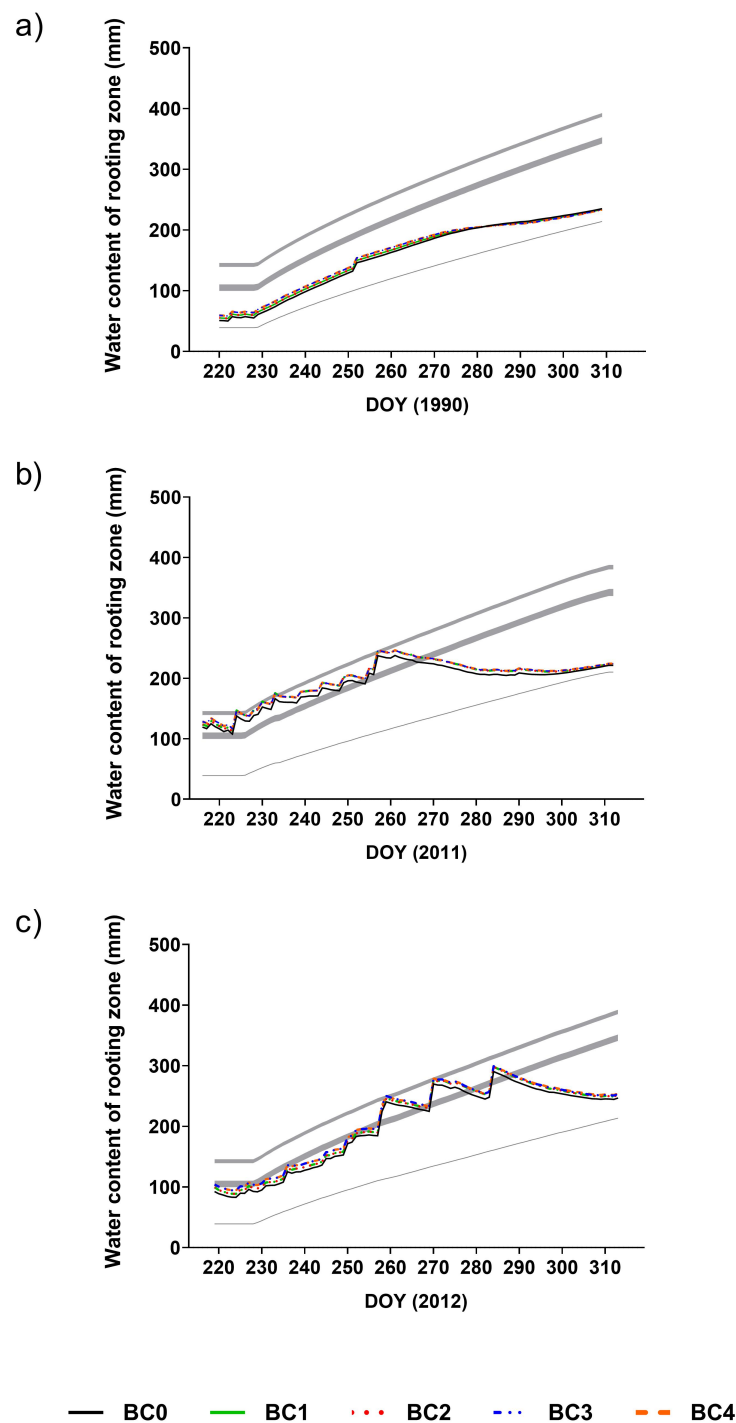 a)
Water content of rooting zone (mm)
500
400
300
200
100
0
220 230 240 250 260 270 280 290 300 310
DOY (1990)
b)
Water content of rooting zone (mm)
500
400
300
200
100
0
220 230 240 250 260 270 280 290 300 310
DOY (2011)
c)
Water content of rooting zone (mm)
500
400
300
200
100
0
220 230 240 250 260 270 280 290 300 310
DOY (2012)
BC0 BC1 BC2 BC3 BC4